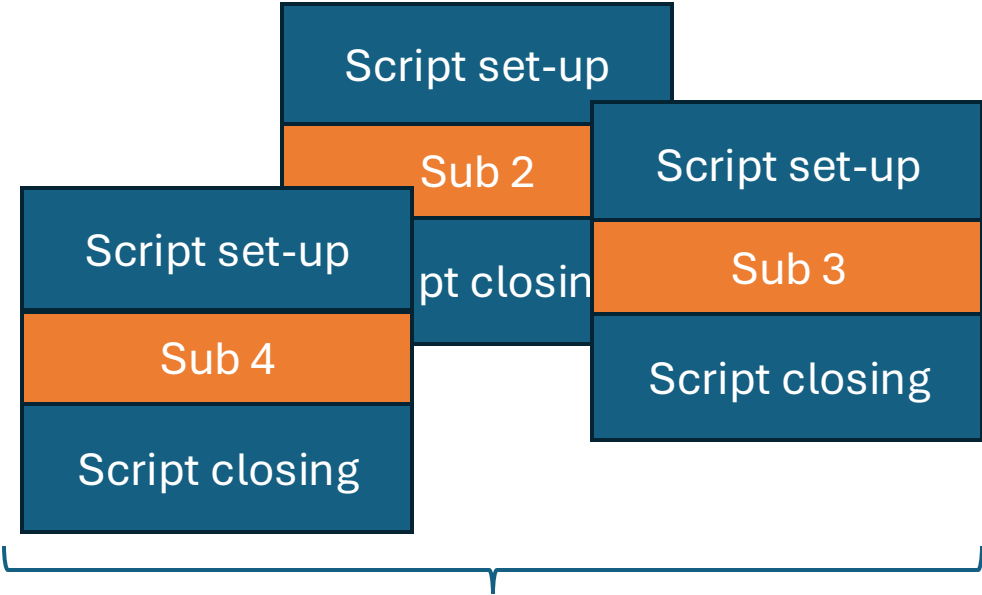 Script set-up
Sub 2
pt closin
Script set-up
Sub 3
Script closing
Script set-up
Sub 4
Script closing